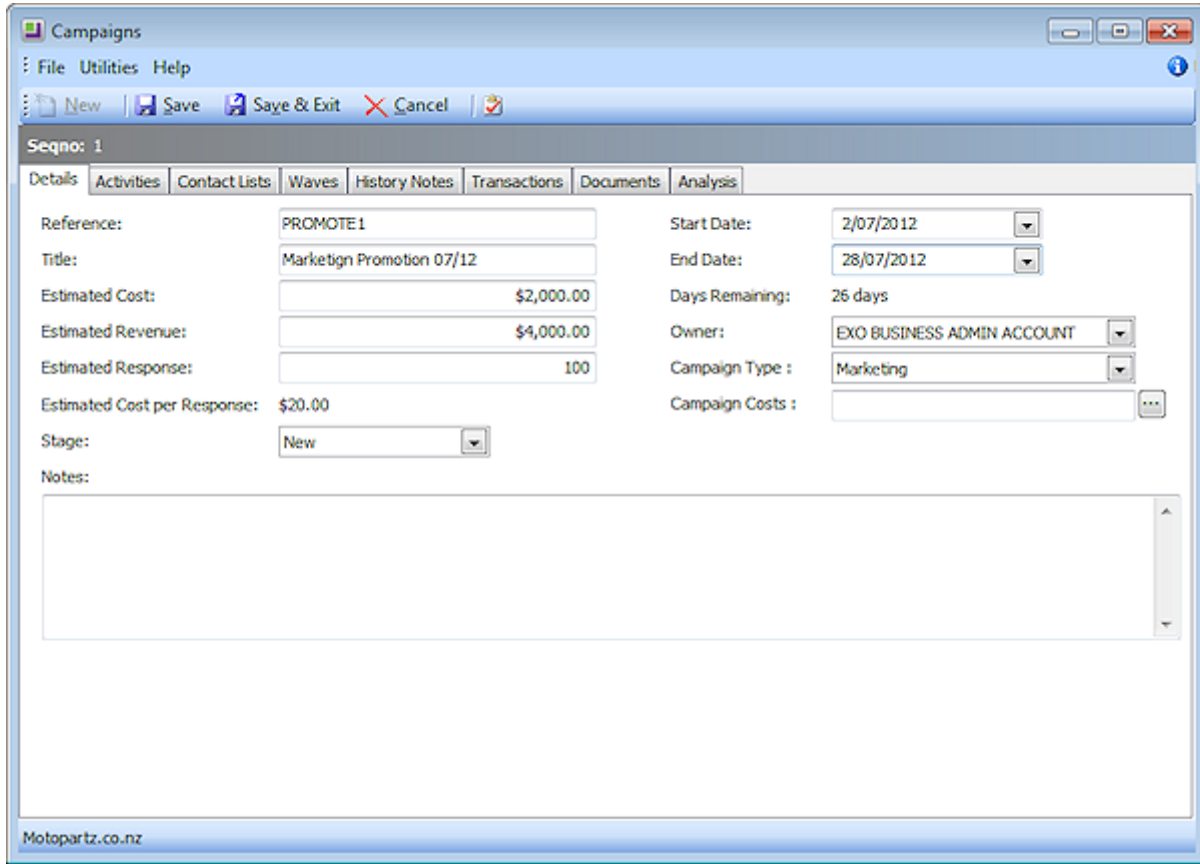 Campaigns
File Utilities Help
New Save Save & Exit Cancel
Seqno: 1
Details Activities Contact Lists Waves History Notes Transactions Documents Analysis
Reference: PROMOTE1 Start Date: 2/07/2012
Title: Marketign Promotion 07/12 End Date: 28/07/2012
Estimated Cost: $2,000.00 Days Remaining: 26 days
Estimated Revenue: $4,000.00 Owner: EXO BUSINESS ADMIN ACCOUNT
Estimated Response: 100 Campaign Type : Marketing
Estimated Cost per Response: $20.00 Campaign Costs :
Stage: New
Notes:
Motopartz.co.nz